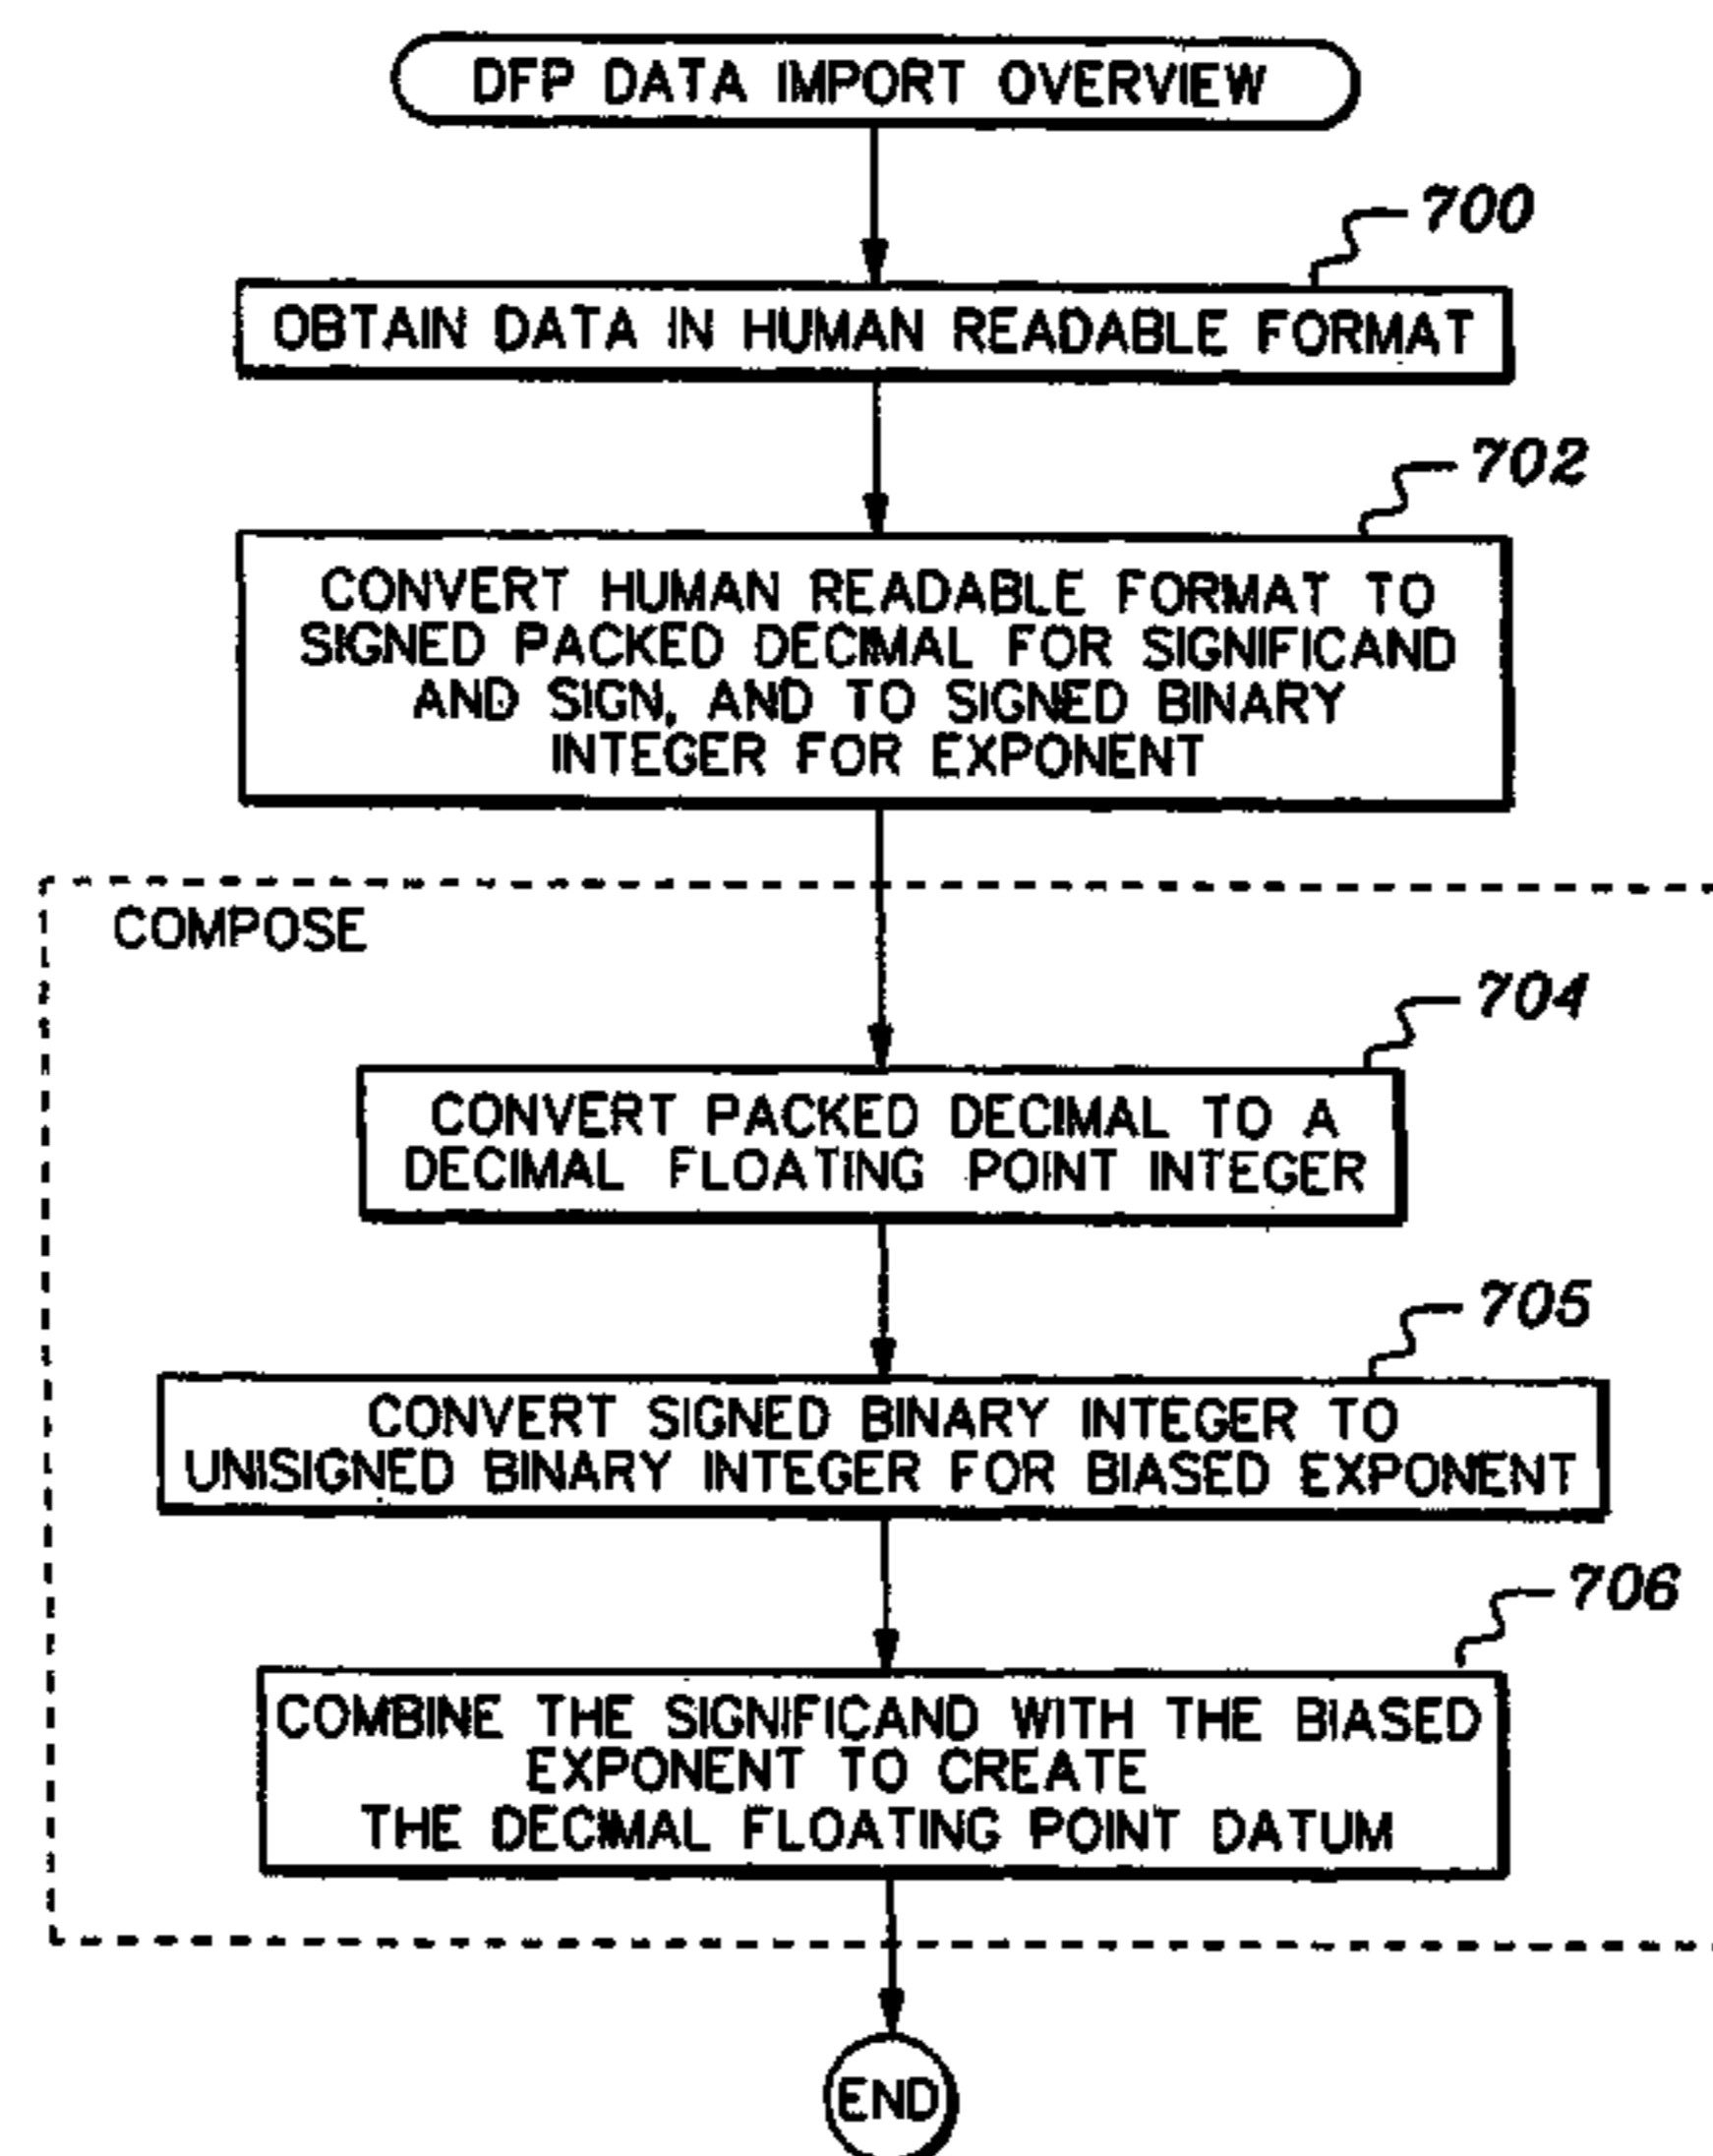 DFP DATA IMPORT OVERVIEW
700
OBTAIN DATA IN HUMAN READABLE FORMAT
702
CONVERT HUMAN READABLE FORMAT TO
SIGNED PACKED DECIMAL FOR SIGNIFICAND
AND SIGN, AND TO SIGNED BINARY
INTEGER FOR EXPONENT
COMPOSE
704
CONVERT PACKED DECIMAL TO A
DECIMAL FLOATING POINT INTEGER
705
CONVERT SIGNED BINARY INTEGER TO
UNISIGNED BINARY INTEGER FOR BIASED EXPONENT
706
COMBINE THE SIGNIFICAND WITH THE BIASED
EXPONENT TO CREATE
THE DECIMAL FLOATING POINT DATUM
END